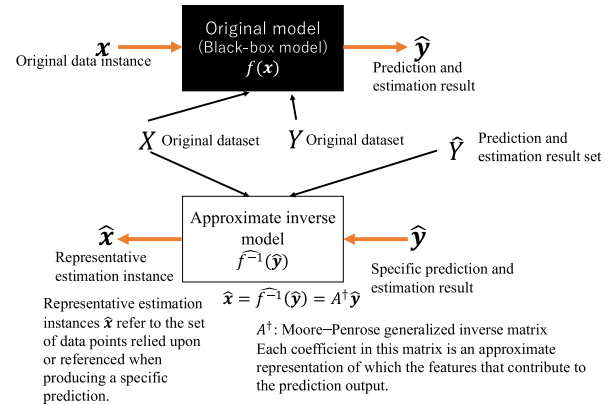 Original model
(Black-box model)
f(x)
x
Original data instance
ŷ
Prediction and
estimation result
X Original dataset
Y Original dataset
Ŷ
Prediction and
estimation result set
Approximate inverse
model
\widehat{f⁻¹}(ŷ)
x̂
Representative
estimation instance
ŷ
Specific prediction and
estimation result
x̂ = \widehat{f⁻¹}(ŷ) = A†ŷ
Representative estimation
instances x̂ refer to the set
of data points relied upon
or referenced when
producing a specific
prediction.
A†: Moore−Penrose generalized inverse matrix
Each coefficient in this matrix is an approximate
representation of which the features that contribute to
the prediction output.